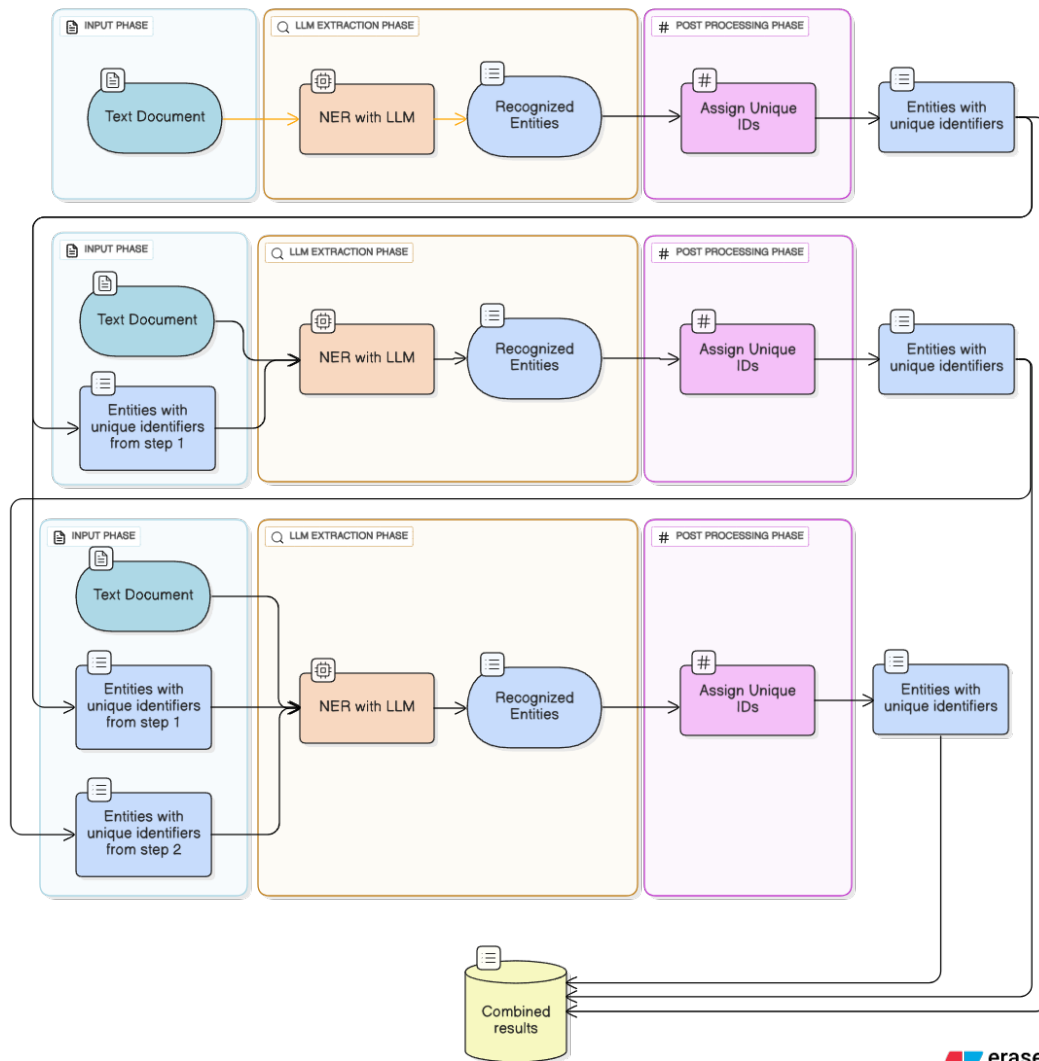 INPUT PHASE
LLM EXTRACTION PHASE
# POST PROCESSING PHASE
#
Text Document
NER with LLM
Recognized
Entities
Assign Unique
IDs
Entities with
unique identifiers
INPUT PHASE
LLM EXTRACTION PHASE
# POST PROCESSING PHASE
#
Text Document
NER with LLM
Recognized
Entities
Assign Unique
IDs
Entities with
unique identifiers
Entities with
unique identifiers
from step 1
INPUT PHASE
LLM EXTRACTION PHASE
# POST PROCESSING PHASE
#
Text Document
Entities with
unique identifiers
from step 1
NER with LLM
Recognized
Entities
Assign Unique
IDs
Entities with
unique identifiers
Entities with
unique identifiers
from step 2
Combined
results
erase